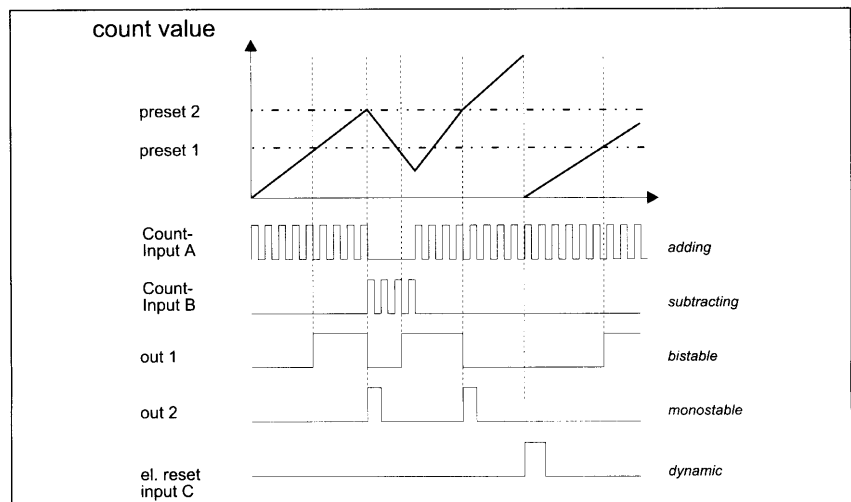 count value
preset 2
preset 1
Count-
Input A
adding
Count-
Input B
subtracting
out 1
bistable
out 2
monostable
el. reset
input C
dynamic